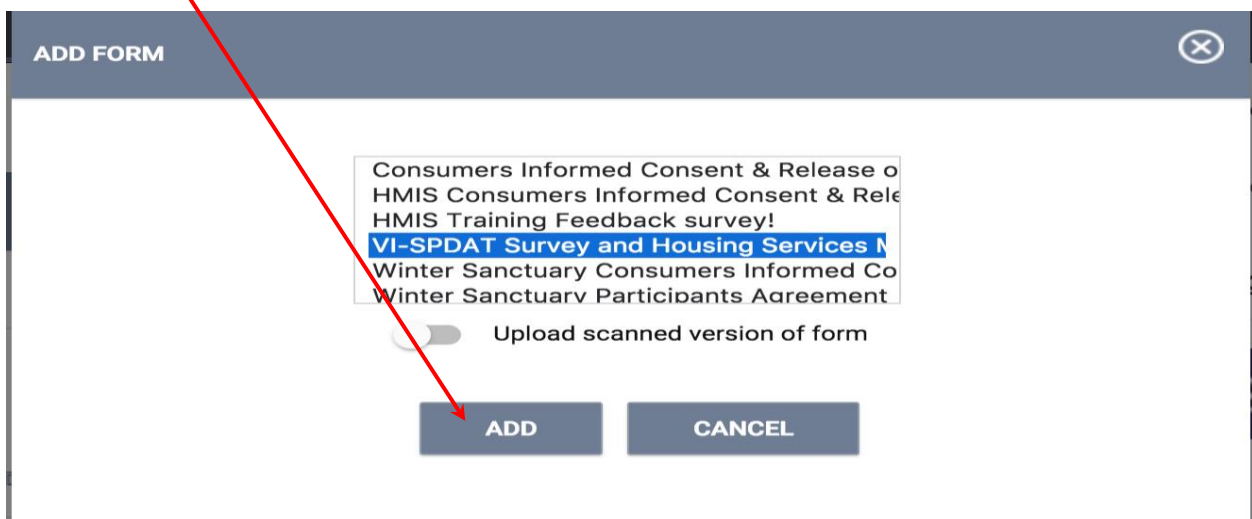 ADD FORM
Consumers Informed Consent & Release o
HMIS Consumers Informed Consent & Rele
HMIS Training Feedback survey!
VI-SPDAT Survey and Housing Services
Winter Sanctuary Consumers Informed Co
Winter Sanctuary Participants Agreement
Upload scanned version of form
ADD
CANCEL